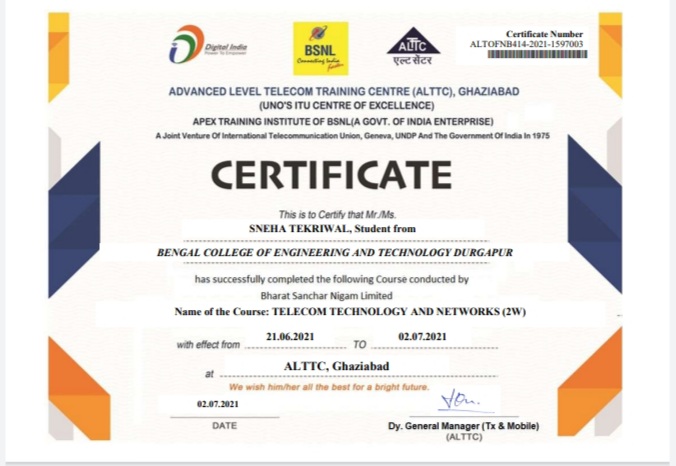 Digital India
Power To Empower
BSNL
Connecting India
Faster
ALTTC
एल्ट सेंटर
Certificate Number
ALTOFNB414-2021-1597003
ADVANCED LEVEL TELECOM TRAINING CENTRE (ALTTC), GHAZIABAD
(UNO'S ITU CENTRE OF EXCELLENCE)
APEX TRAINING INSTITUTE OF BSNL(A GOVT. OF INDIA ENTERPRISE)
A Joint Venture Of International Telecommunication Union, Geneva, UNDP And The Government Of India In 1975
CERTIFICATE
This is to Certify that Mr./Ms.
SNEHA TEKRIWAL, Student from
BENGAL COLLEGE OF ENGINEERING AND TECHNOLOGY DURGAPUR
has successfully completed the following Course conducted by
Bharat Sanchar Nigam Limited
Name of the Course: TELECOM TECHNOLOGY AND NETWORKS (2W)
with effect from 21.06.2021 TO 02.07.2021
at ALTTC, Ghaziabad
We wish him/her all the best for a bright future.
02.07.2021
DATE
Dy. General Manager (Tx & Mobile)
(ALTTC)